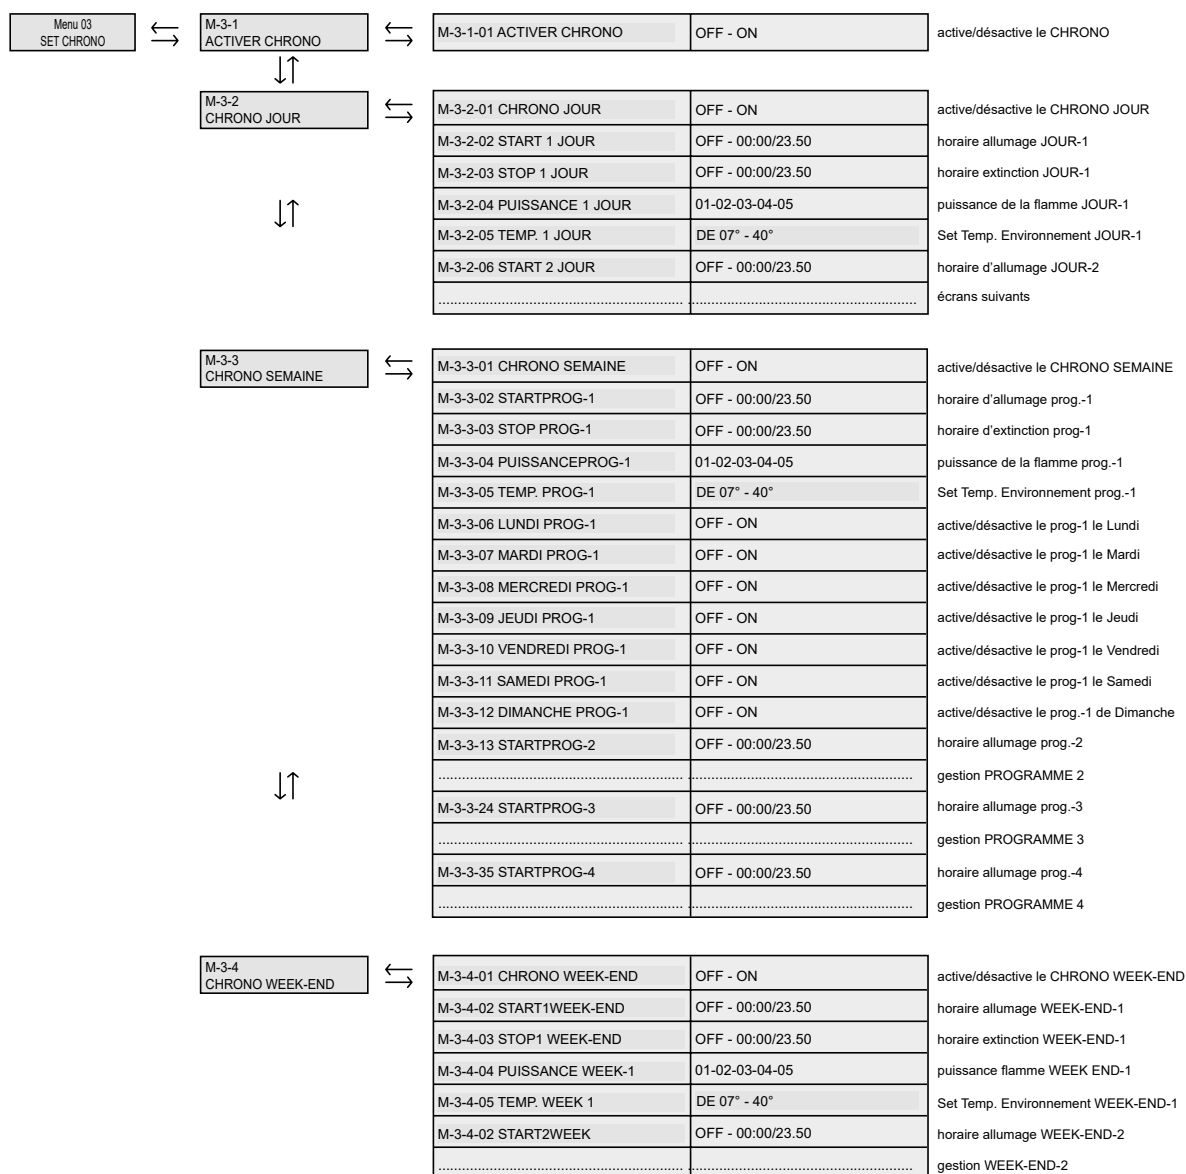 Menu 03
SET CHRONO
M-3-1
ACTIVER CHRONO
M-3-1-01 ACTIVER CHRONO OFF - ON active/désactive le CHRONO
M-3-2
CHRONO JOUR
M-3-2-01 CHRONO JOUR OFF - ON active/désactive le CHRONO JOUR
M-3-2-02 START 1 JOUR OFF - 00:00/23.50 horaire allumage JOUR-1
M-3-2-03 STOP 1 JOUR OFF - 00:00/23.50 horaire extinction JOUR-1
M-3-2-04 PUISSANCE 1 JOUR 01-02-03-04-05 puissance de la flamme JOUR-1
M-3-2-05 TEMP. 1 JOUR DE 07° - 40° Set Temp. Environnement JOUR-1
M-3-2-06 START 2 JOUR OFF - 00:00/23.50 horaire d'allumage JOUR-2
............................................................... ........................................................... écrans suivants
M-3-3
CHRONO SEMAINE
M-3-3-01 CHRONO SEMAINE OFF - ON active/désactive le CHRONO SEMAINE
M-3-3-02 STARTPROG-1 OFF - 00:00/23.50 horaire d'allumage prog.-1
M-3-3-03 STOP PROG-1 OFF - 00:00/23.50 horaire d'extinction prog-1
M-3-3-04 PUISSANCEPROG-1 01-02-03-04-05 puissance de la flamme prog.-1
M-3-3-05 TEMP. PROG-1 DE 07° - 40° Set Temp. Environnement prog.-1
M-3-3-06 LUNDI PROG-1 OFF - ON active/désactive le prog-1 le Lundi
M-3-3-07 MARDI PROG-1 OFF - ON active/désactive le prog-1 le Mardi
M-3-3-08 MERCREDI PROG-1 OFF - ON active/désactive le prog-1 le Mercredi
M-3-3-09 JEUDI PROG-1 OFF - ON active/désactive le prog-1 le Jeudi
M-3-3-10 VENDREDI PROG-1 OFF - ON active/désactive le prog-1 le Vendredi
M-3-3-11 SAMEDI PROG-1 OFF - ON active/désactive le prog-1 le Samedi
M-3-3-12 DIMANCHE PROG-1 OFF - ON active/désactive le prog.-1 de Dimanche
M-3-3-13 STARTPROG-2 OFF - 00:00/23.50 horaire allumage prog.-2
............................................................... .......................................................... gestion PROGRAMME 2
M-3-3-24 STARTPROG-3 OFF - 00:00/23.50 horaire allumage prog.-3
............................................................... .......................................................... gestion PROGRAMME 3
M-3-3-35 STARTPROG-4 OFF - 00:00/23.50 horaire allumage prog.-4
............................................................... .......................................................... gestion PROGRAMME 4
M-3-4
CHRONO WEEK-END
M-3-4-01 CHRONO WEEK-END OFF - ON active/désactive le CHRONO WEEK-END
M-3-4-02 START1WEEK-END OFF - 00:00/23.50 horaire allumage WEEK-END-1
M-3-4-03 STOP1 WEEK-END OFF - 00:00/23.50 horaire extinction WEEK-END-1
M-3-4-04 PUISSANCE WEEK-1 01-02-03-04-05 puissance flamme WEEK END-1
M-3-4-05 TEMP. WEEK 1 DE 07° - 40° Set Temp. Environnement WEEK-END-1
M-3-4-02 START2WEEK OFF - 00:00/23.50 horaire allumage WEEK-END-2
............................................................... .......................................................... gestion WEEK-END-2